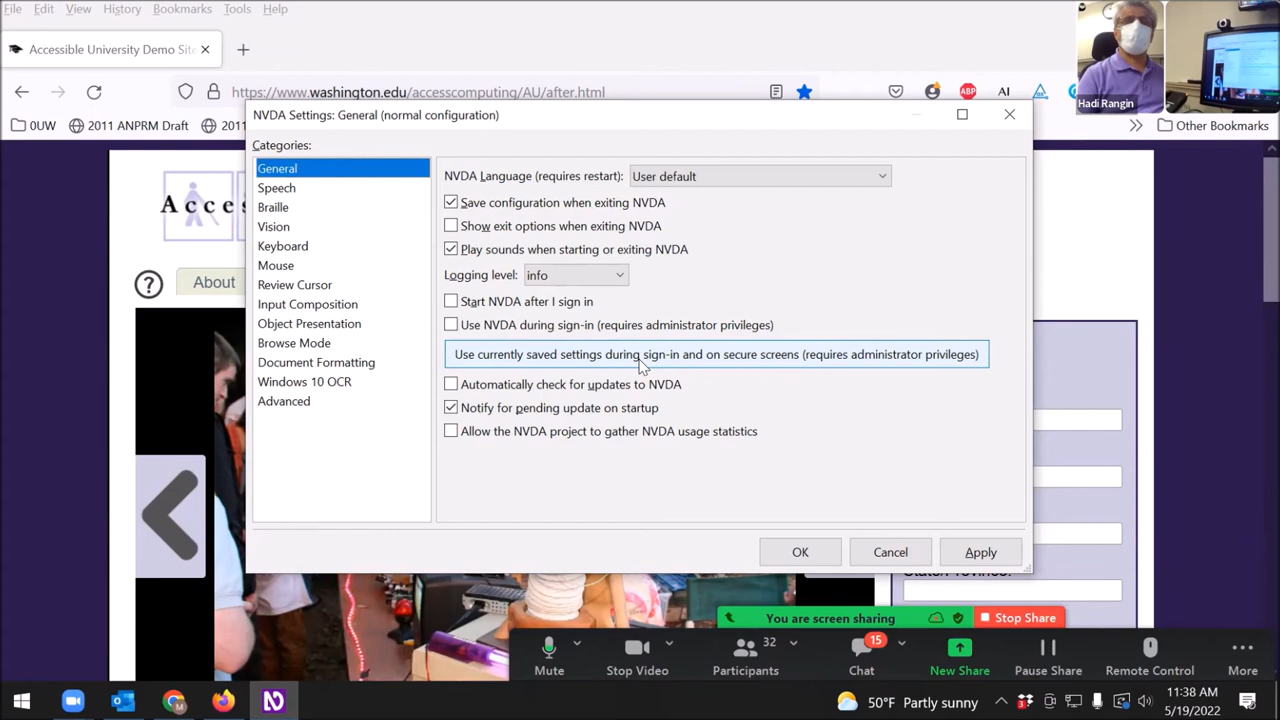 File Edit View History Bookmarks Tools Help
Accessible University Demo Site
https://www.washington.edu/accesscomputing/AU/after.html
ABP
AI
Hadi Rangin
0UW
2011 ANPRM Draft
2011
Other Bookmarks
NVDA Settings: General (normal configuration)
Categories:
General
Speech
Braille
Vision
Keyboard
Mouse
Review Cursor
Input Composition
Object Presentation
Browse Mode
Document Formatting
Windows 10 OCR
Advanced
NVDA Language (requires restart): User default
Save configuration when exiting NVDA
Show exit options when exiting NVDA
Play sounds when starting or exiting NVDA
Logging level: info
Start NVDA after I sign in
Use NVDA during sign-in (requires administrator privileges)
Use currently saved settings during sign-in and on secure screens (requires administrator privileges)
Automatically check for updates to NVDA
Notify for pending update on startup
Allow the NVDA project to gather NVDA usage statistics
OK Cancel Apply
Acces
? About
State/Province:
You are screen sharing Stop Share
Mute Stop Video Participants 32 Chat 15 New Share Pause Share Remote Control More
50°F Partly sunny
11:38 AM
5/19/2022